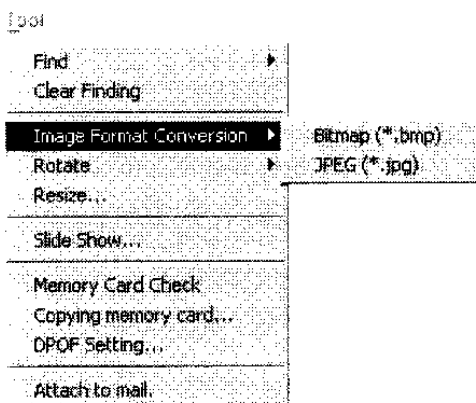 Tool
Find
Clear Finding
Image Format Conversion
Bitmap (*.bmp)
JPEG (*.jpg)
Rotate
Resize...
Slide Show...
Memory Card Check
Copying memory card...
DPOF Setting...
Attach to mail.